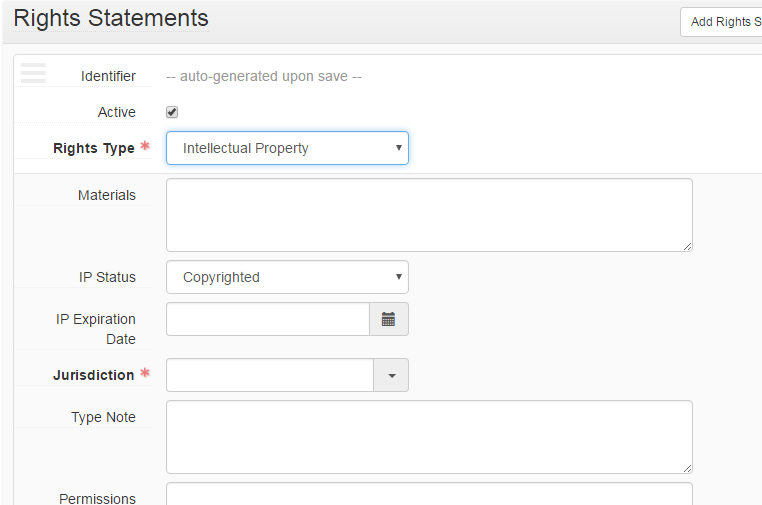 Rights Statements
Add Rights S
Identifier -- auto-generated upon save --
Active
Rights Type * Intellectual Property
Materials
IP Status Copyrighted
IP Expiration
Date
Jurisdiction *
Type Note
Permissions